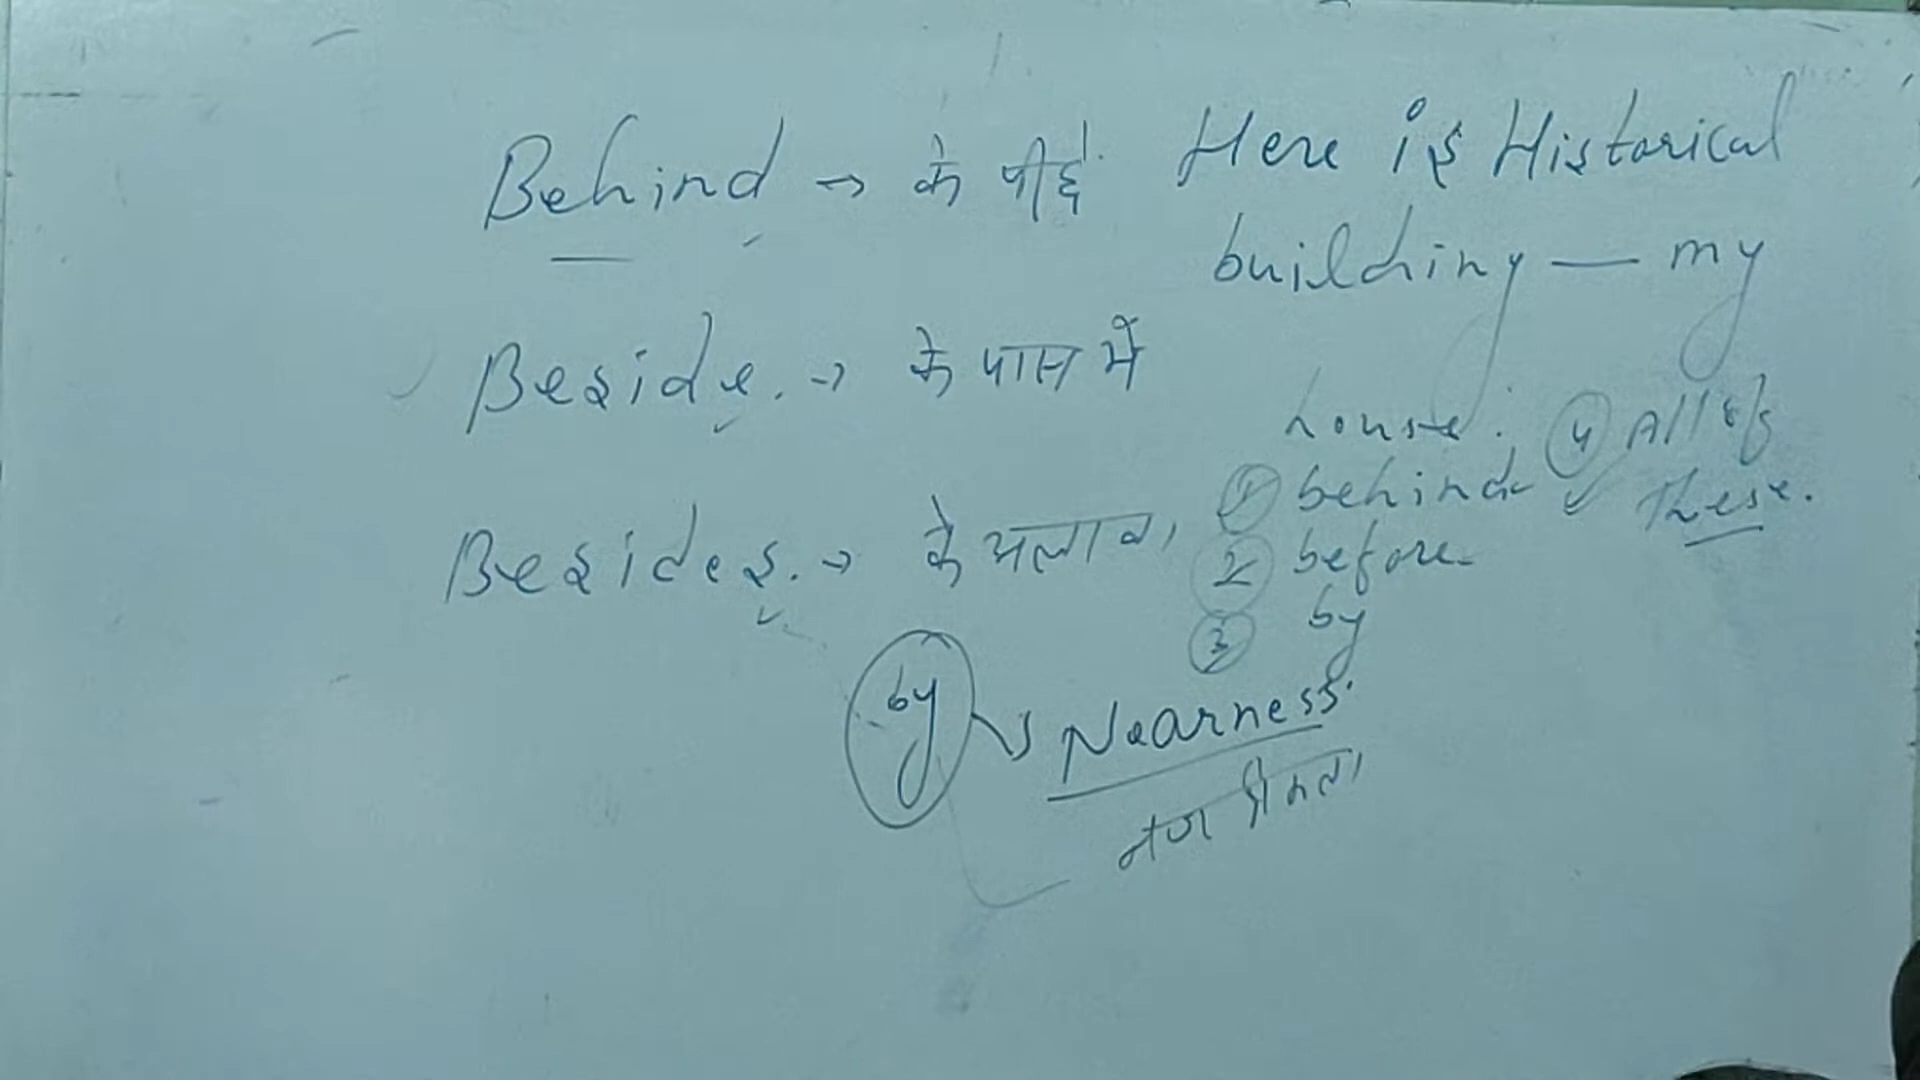 Behind → के पीछे
Beside. → के पास में
Besides. → के अलावा
Here is Historical
building — my
house.
① behind
② before
③ by
④ All of
these.
by → Nearness